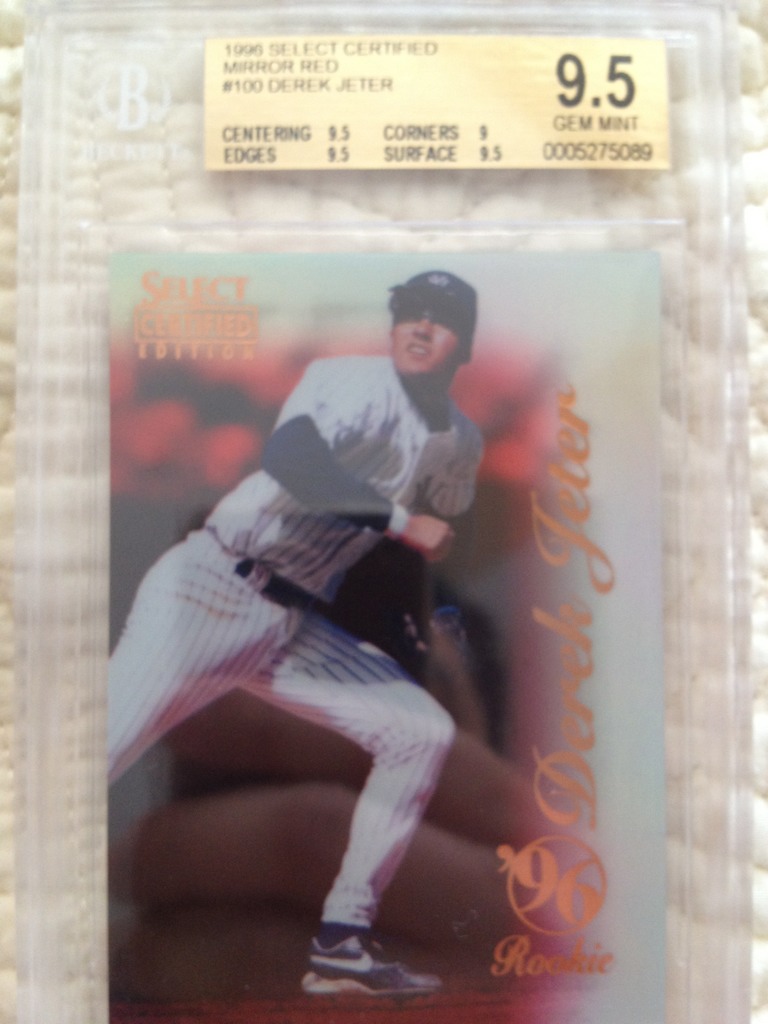 1996 SELECT CERTIFIED
MIRROR RED
#100 DEREK JETER
9.5
GEM MINT
CENTERING 9.5 CORNERS 9
EDGES 9.5 SURFACE 9.5
0005275089
B
BECKETT
SELECT
CERTIFIED
EDITION
Derek Jeter
'96
Rookie